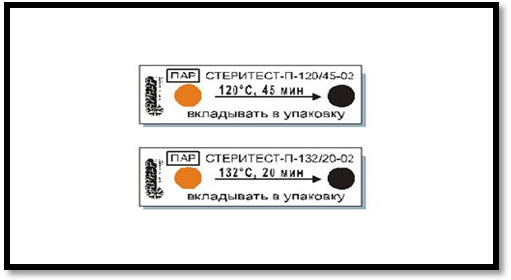 ПАР СТЕРИТЕСТ-П-120/45-02
120°С, 45 мин
вкладывать в упаковку
ПАР СТЕРИТЕСТ-П-132/20-02
132°С, 20 мин
вкладывать в упаковку